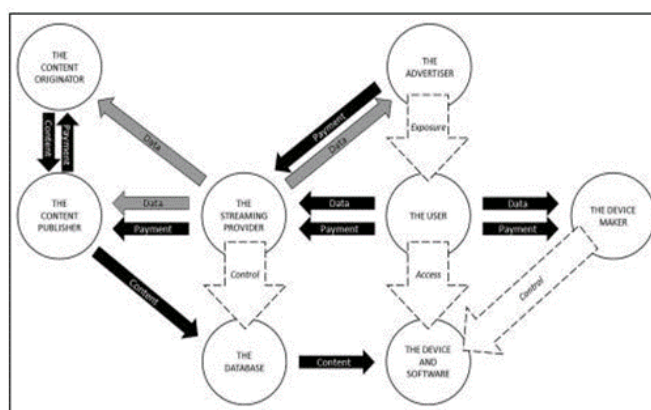 THE
CONTENT
ORIGINATOR
THE
ADVERTISER
Content
Payment
Data
Payment
Data
Exposure
THE
CONTENT
PUBLISHER
Data
Payment
THE
STREAMING
PROVIDER
Data
Payment
THE USER
Data
Payment
THE DEVICE
MAKER
Content
Control
Access
Control
THE
DATABASE
Content
THE DEVICE
AND
SOFTWARE